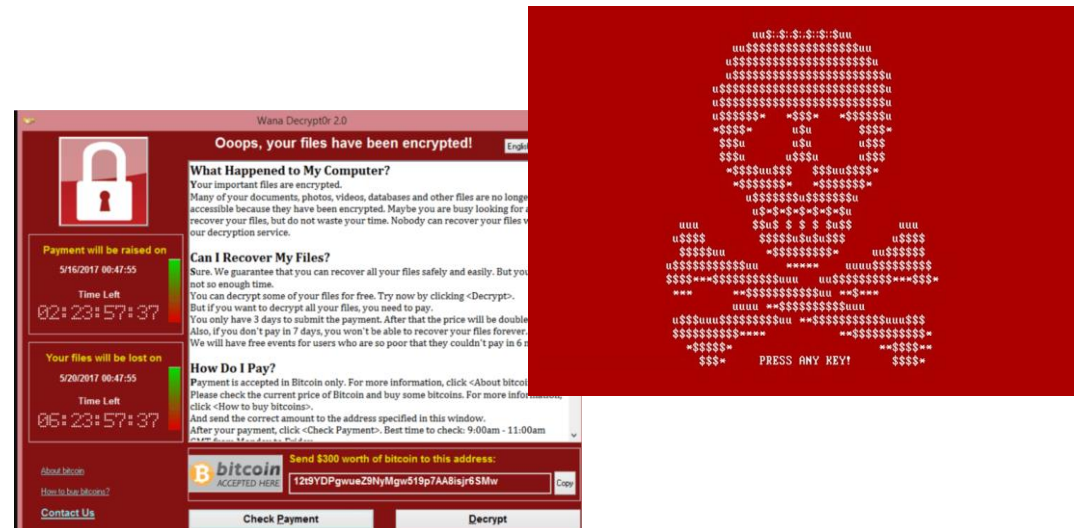 Wana Decrypt0r 2.0
Ooops, your files have been encrypted!
What Happened to My Computer?
Your important files are encrypted.
Many of your documents, photos, videos, databases and other files are no
accessible because they have been encrypted. Maybe you are busy looking for
recover your files, but do not waste your time. Nobody can recover your files
our decryption service.
Can I Recover My Files?
Sure. We guarantee that you can recover all your files safely and easily. But you
not so enough time.
You can decrypt some of your files for free. Try now by clicking <Decrypt>.
But if you want to decrypt all your files, you need to pay.
You only have 3 days to submit the payment. After that the price will be
Also, if you don't pay in 7 days, you won't be able to recover your files forever.
We will have free events for users who are so poor that they couldn't pay in 6
How Do I Pay?
Payment is accepted in Bitcoin only. For more information, click <About
Please check the current price of Bitcoin and buy some bitcoins. For more
click <How to buy bitcoins>.
And send the correct amount to the address specified in this window.
After your payment, click <Check Payment>. Best time to check: 9:00am - 11:00am
GMT from Monday to Friday.
Payment will be raised on
5/16/2017 00:47:55
Time Left
02:23:57:37
Your files will be lost on
5/20/2017 00:47:55
Time Left
06:23:57:37
About bitcoin
How to buy bitcoins?
Contact Us
bitcoin
ACCEPTED HERE
Send $300 worth of bitcoin to this address:
12t9YDPgwueZ9NyMgw519p7AA8isjr6SMw
Copy
Check Payment
Decrypt
PRESS ANY KEY!